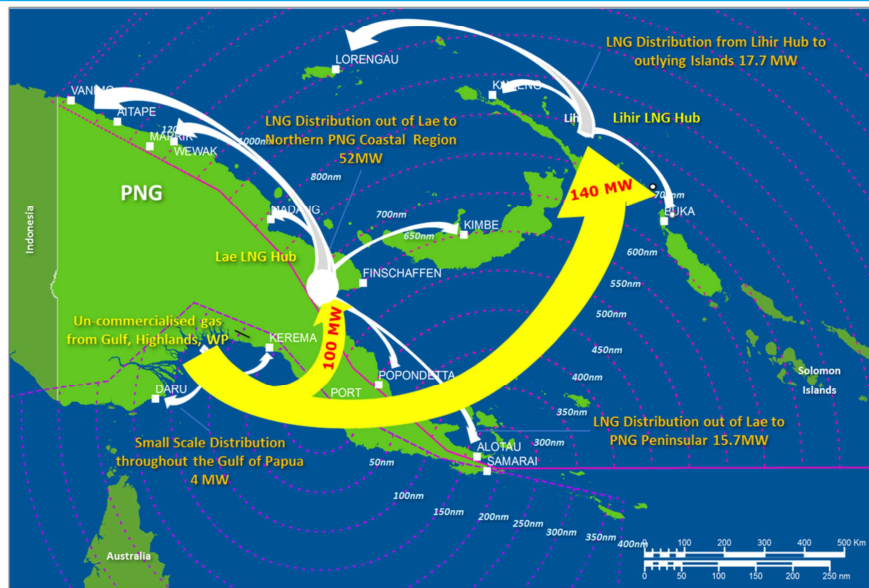 LORENGAU
LNG Distribution from Lihir Hub to
outlying Islands 17.7 MW
VANIMO
AITAPE
MAPRIK
WEWAK
1000nm
LNG Distribution out of Lae to
Northern PNG Coastal Region
52MW
Lihir LNG Hub
800nm
PNG
140 MW
700nm
BUKA
MADANG
700nm
650nm
KIMBE
Indonesia
Lae LNG Hub
600nm
FINSCHAFFEN
550nm
500nm
Un-commercialised gas
from Gulf, Highlands, WP
KEREMA
100 MW
450nm
POPONDETTA
400nm
Solomon
Islands
DARU
PORT
350nm
LNG Distribution out of Lae to
PNG Peninsular 15.7MW
Small Scale Distribution
throughout the Gulf of Papua
4 MW
300nm
ALOTAU
SAMARAI
50nm
100nm
150nm
200nm
250nm
300nm
350nm
400nm
Australia
0 100 200 300 400 500 Km
0 50 100 150 200 250 nm